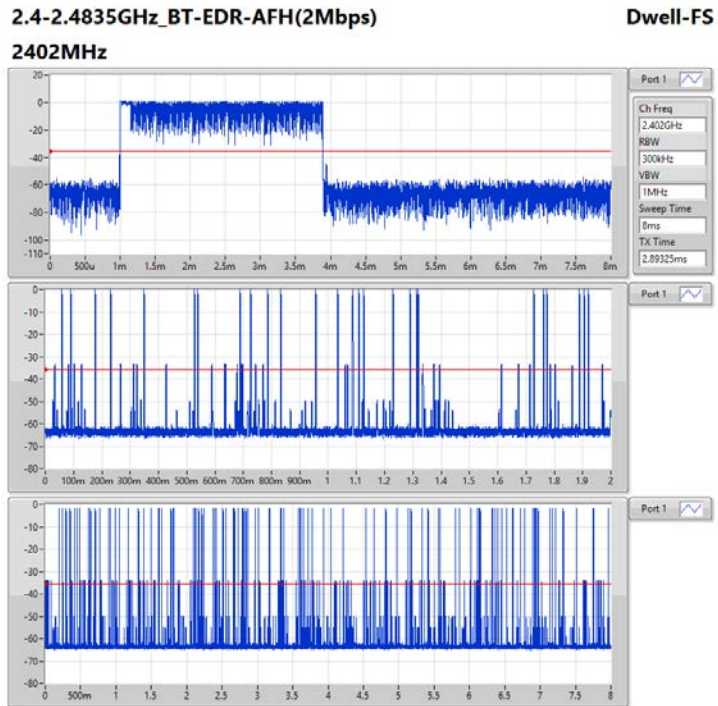 2.4-2.4835GHz_BT-EDR-AFH(2Mbps) Dwell-FS
2402MHz
20
0
-20
-40
-60
-80
-100
-110
0 500u 1m 1.5m 2m 2.5m 3m 3.5m 4m 4.5m 5m 5.5m 6m 6.5m 7m 7.5m 8m
Port 1
Ch Freq
2.402GHz
RBW
300kHz
VBW
1MHz
Sweep Time
8ms
TX Time
2.89325ms
0
-10
-20
-30
-40
-50
-60
-70
-80
0 100m 200m 300m 400m 500m 600m 700m 800m 900m 1 1.1 1.2 1.3 1.4 1.5 1.6 1.7 1.8 1.9 2
Port 1
0
-10
-20
-30
-40
-50
-60
-70
-80
0 500m 1 1.5 2 2.5 3 3.5 4 4.5 5 5.5 6 6.5 7 7.5 8
Port 1